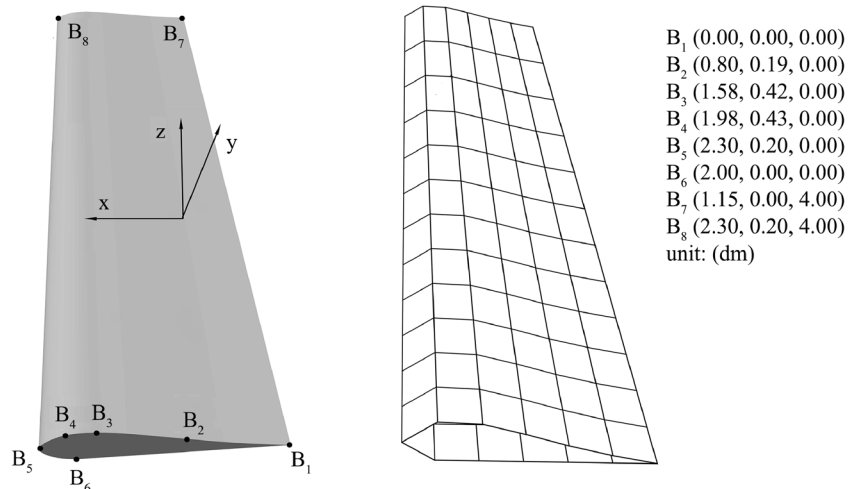 B8
B7
z
y
x
B4
B3
B2
B5
B6
B1
B1 (0.00, 0.00, 0.00)
B2 (0.80, 0.19, 0.00)
B3 (1.58, 0.42, 0.00)
B4 (1.98, 0.43, 0.00)
B5 (2.30, 0.20, 0.00)
B6 (2.00, 0.00, 0.00)
B7 (1.15, 0.00, 4.00)
B8 (2.30, 0.20, 4.00)
unit: (dm)